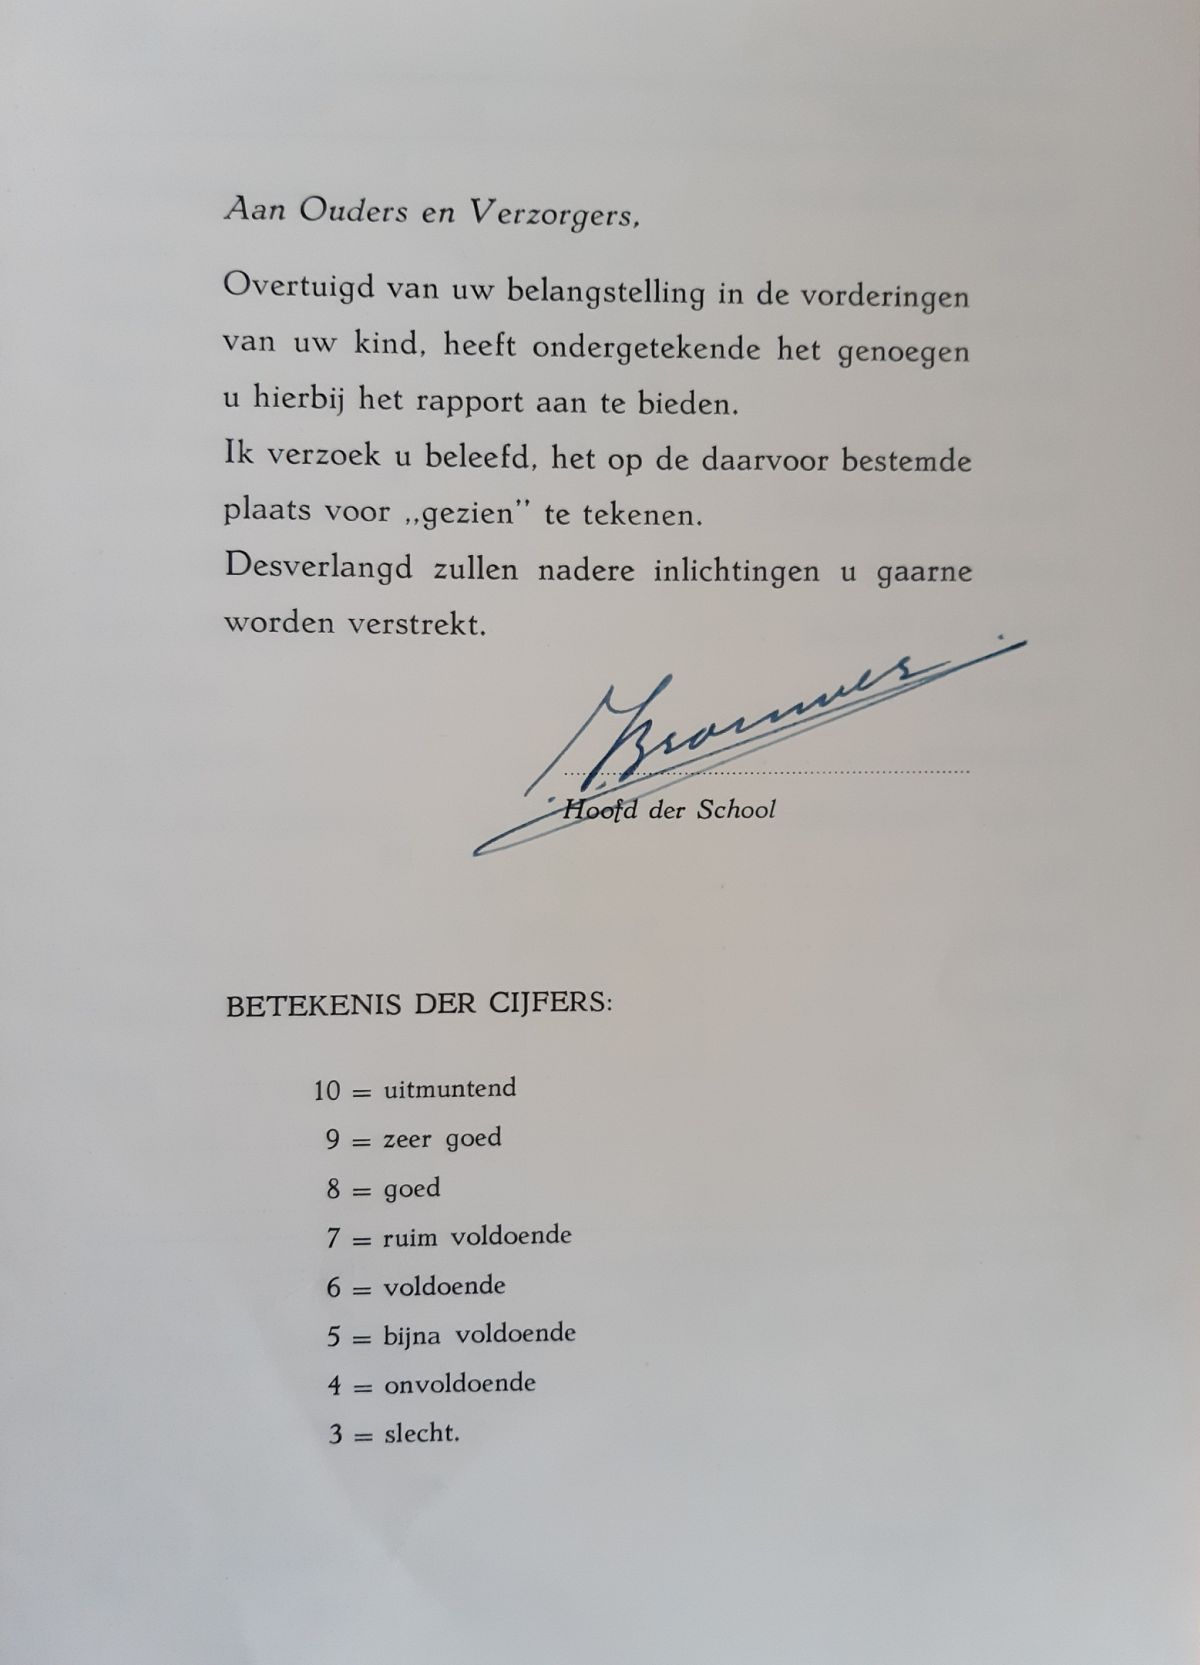 Aan Ouders en Verzorgers,
Overtuigd van uw belangstelling in de vorderingen
van uw kind, heeft ondergetekende het genoegen
u hierbij het rapport aan te bieden.
Ik verzoek u beleefd, het op de daarvoor bestemde
plaats voor „gezien” te tekenen.
Desverlangd zullen nadere inlichtingen u gaarne
worden verstrekt.
Hoofd der School
BETEKENIS DER CIJFERS:
10 = uitmuntend
9 = zeer goed
8 = goed
7 = ruim voldoende
6 = voldoende
5 = bijna voldoende
4 = onvoldoende
3 = slecht.